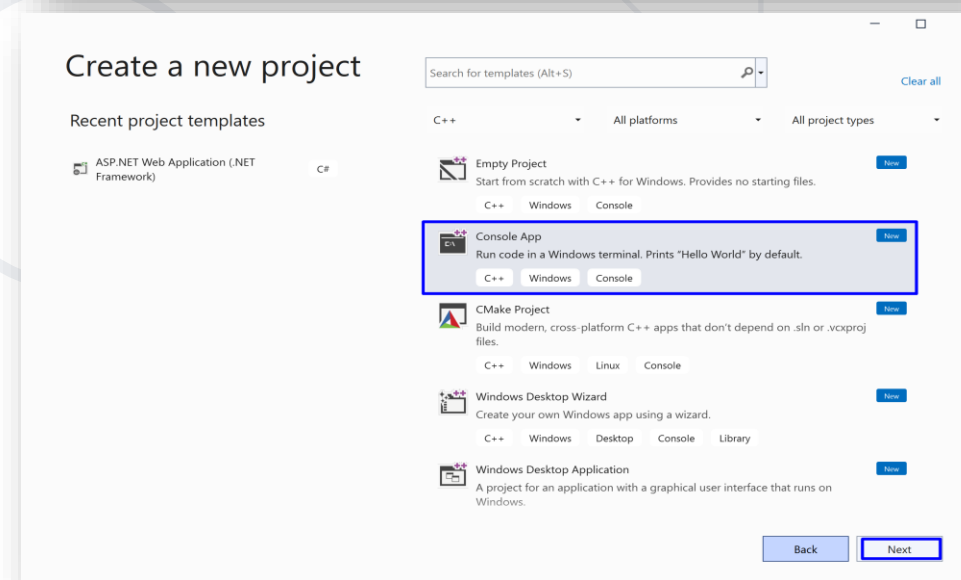 Create a new project
Search for templates (Alt+S)
Clear all
Recent project templates
C++
All platforms
All project types
ASP.NET Web Application (.NET
Framework)
C#
Empty Project
New
Start from scratch with C++ for Windows. Provides no starting files.
C++ Windows Console
Console App
New
Run code in a Windows terminal. Prints "Hello World" by default.
C++ Windows Console
CMake Project
New
Build modern, cross-platform C++ apps that don't depend on .sln or .vcxproj
files.
C++ Windows Linux Console
Windows Desktop Wizard
New
Create your own Windows app using a wizard.
C++ Windows Desktop Console Library
Windows Desktop Application
New
A project for an application with a graphical user interface that runs on
Windows.
Back
Next